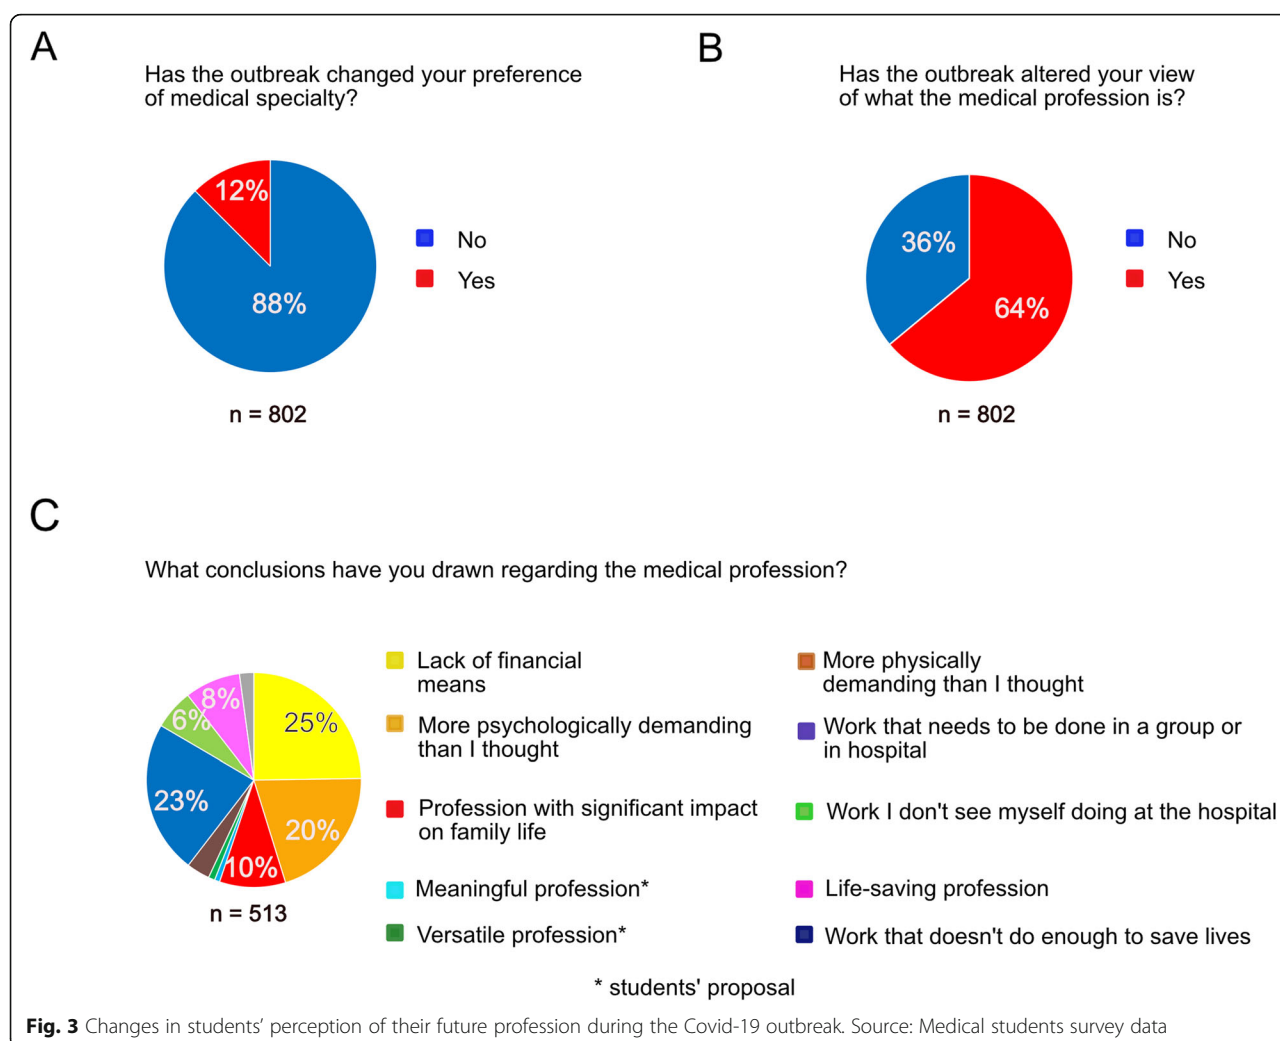 A
Has the outbreak changed your preference
of medical specialty?
12%
88%
No
Yes
n = 802
B
Has the outbreak altered your view
of what the medical profession is?
36%
64%
No
Yes
n = 802
C
What conclusions have you drawn regarding the medical profession?
8%
6%
25%
23%
20%
10%
n = 513
Lack of financial
means
More psychologically demanding
than I thought
Profession with significant impact
on family life
Meaningful profession*
Versatile profession*
More physically
demanding than I thought
Work that needs to be done in a group or
in hospital
Work I don't see myself doing at the hospital
Life-saving profession
Work that doesn't do enough to save lives
* students' proposal
Fig. 3 Changes in students’ perception of their future profession during the Covid-19 outbreak. Source: Medical students survey data